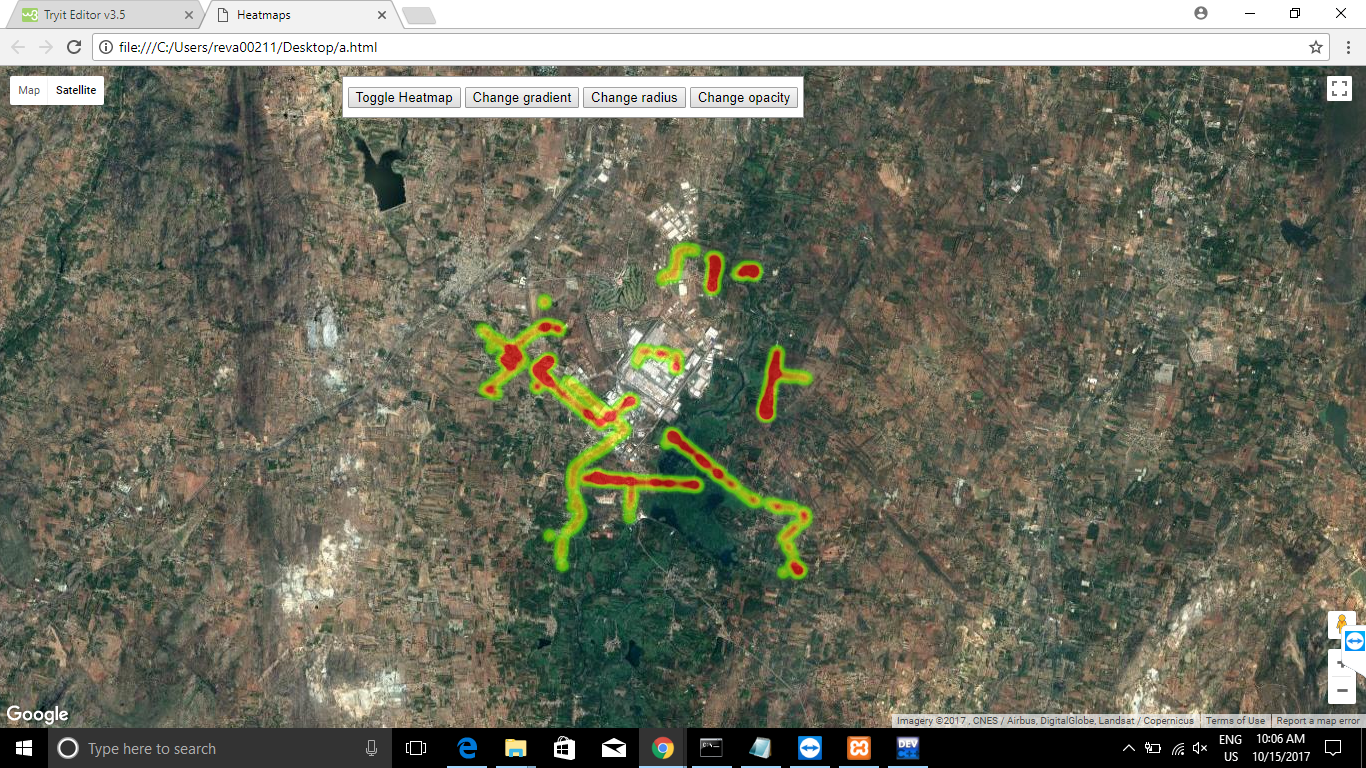 Tryit Editor v3.5
Heatmaps
file:///C:/Users/reva00211/Desktop/a.html
Map Satellite
Toggle Heatmap Change gradient Change radius Change opacity
Google
Imagery ©2017 , CNES / Airbus, DigitalGlobe, Landsat / Copernicus Terms of Use Report a map error
Type here to search
DEV
ENG
US
10:06 AM
10/15/2017